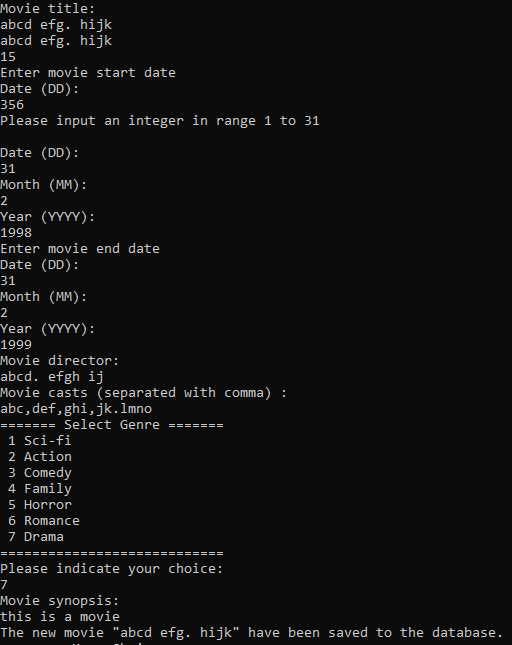 Movie title:
abcd efg. hijk
abcd efg. hijk
15
Enter movie start date
Date (DD):
356
Please input an integer in range 1 to 31

Date (DD):
31
Month (MM):
2
Year (YYYY):
1998
Enter movie end date
Date (DD):
31
Month (MM):
2
Year (YYYY):
1999
Movie director:
abcd. efgh ij
Movie casts (separated with comma) :
abc,def,ghi,jk.lmno
======= Select Genre =======
1 Sci-fi
2 Action
3 Comedy
4 Family
5 Horror
6 Romance
7 Drama
============================
Please indicate your choice:
7
Movie synopsis:
this is a movie
The new movie "abcd efg. hijk" have been saved to the database.